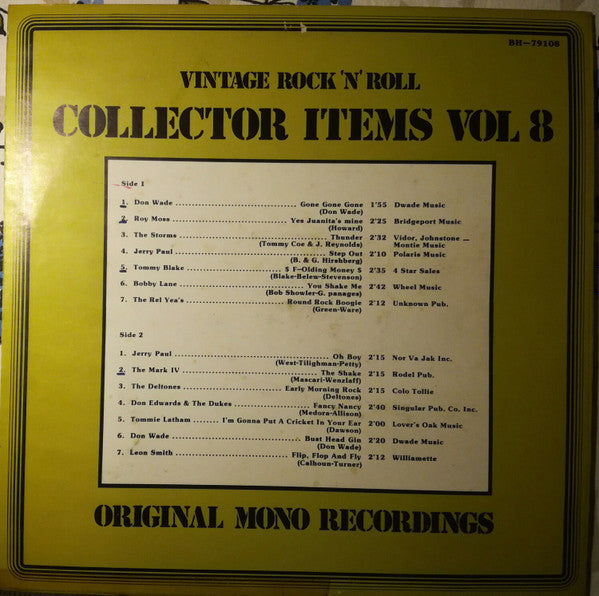 BH—79108
VINTAGE ROCK 'N' ROLL
COLLECTOR ITEMS VOL 8
Side 1
1. Don Wade ........ Gone Gone Gone 1'55 Dwade Music
(Don Wade)
2. Roy Moss ........ Yes Juanita's mine 2'25 Bridgeport Music
(Howard)
3. The Storms ........ Thunder 2'32 Vidor, Johnstone —
(Tommy Coe & J. Reynolds) Montie Music
4. Jerry Paul ........ Step Out 2'10 Polaris Music
(B. & G. Hirshberg)
5. Tommy Blake ........ $ F-Olding Money $ 2'35 4 Star Sales
(Blake-Belew-Stevenson)
6. Bobby Lane ........ You Shake Me 2'42 Wheel Music
(Bob Showler-G. panages)
7. The Rel Yea's ........ Round Rock Boogie 2'12 Unknown Pub.
(Green-Ware)
Side 2
1. Jerry Paul ........ Oh Boy 2'15 Nor Va Jak Inc.
(West-Tilighman-Petty)
2. The Mark IV ........ The Shake 2'15 Rodel Pub.
(Mascari-Wenzlaff)
3. The Deltones ........ Early Morning Rock 2'15 Colo Tollie
(Deltones)
4. Don Edwards & The Dukes ........ Fancy Nancy 2'40 Singular Pub. Co. Inc.
(Medora-Allison)
5. Tommie Latham ........ I'm Gonna Put A Cricket In Your Ear 2'00 Lover's Oak Music
(Dawson)
6. Don Wade ........ Bust Head Gin 2'20 Dwade Music
(Don Wade)
7. Leon Smith ........ Flip, Flop And Fly 2'12 Williamette
(Calhoun-Turner)
ORIGINAL MONO RECORDINGS